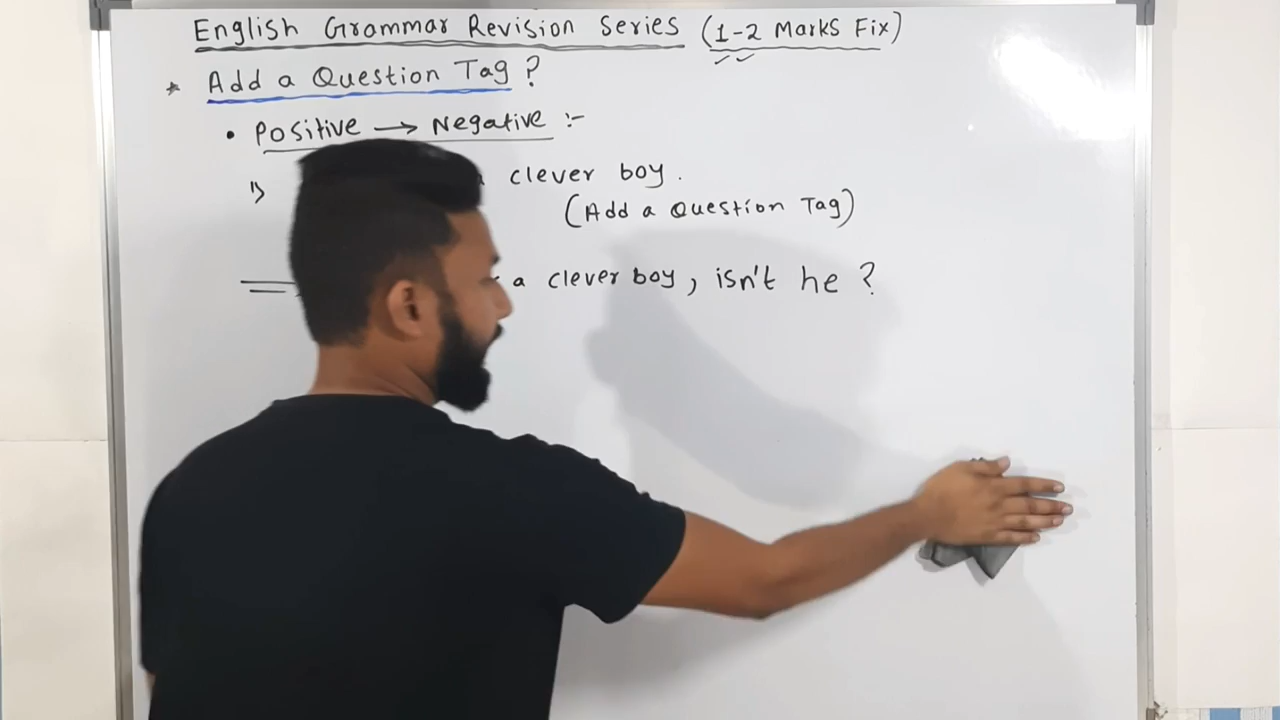 English Grammar Revision Series (1-2 Marks Fix)
* Add a Question Tag ?
• Positive → Negative :-
1) clever boy.
(Add a Question Tag)
a clever boy, isn't he ?